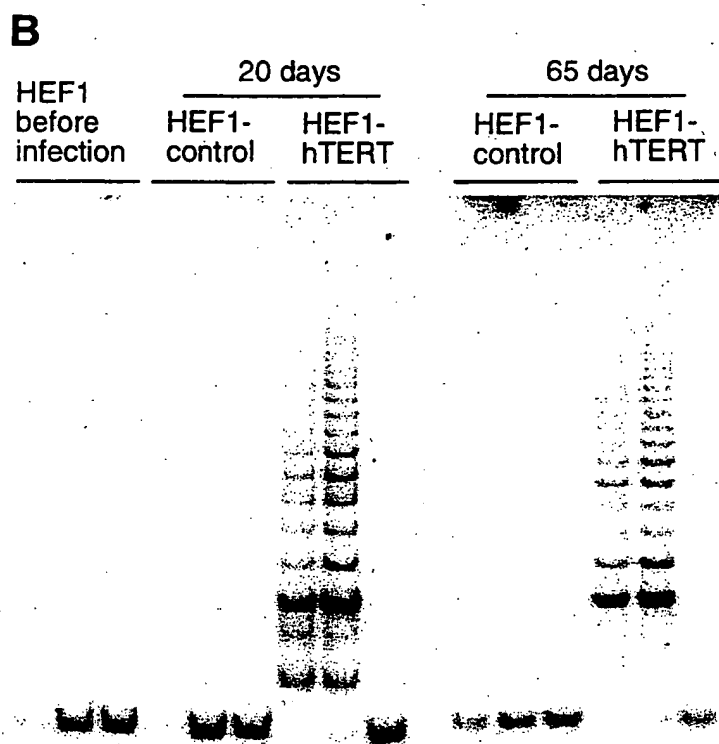 B
20 days
65 days
HEF1
before
infection
HEF1-
control
HEF1-
hTERT
HEF1-
control
HEF1-
hTERT